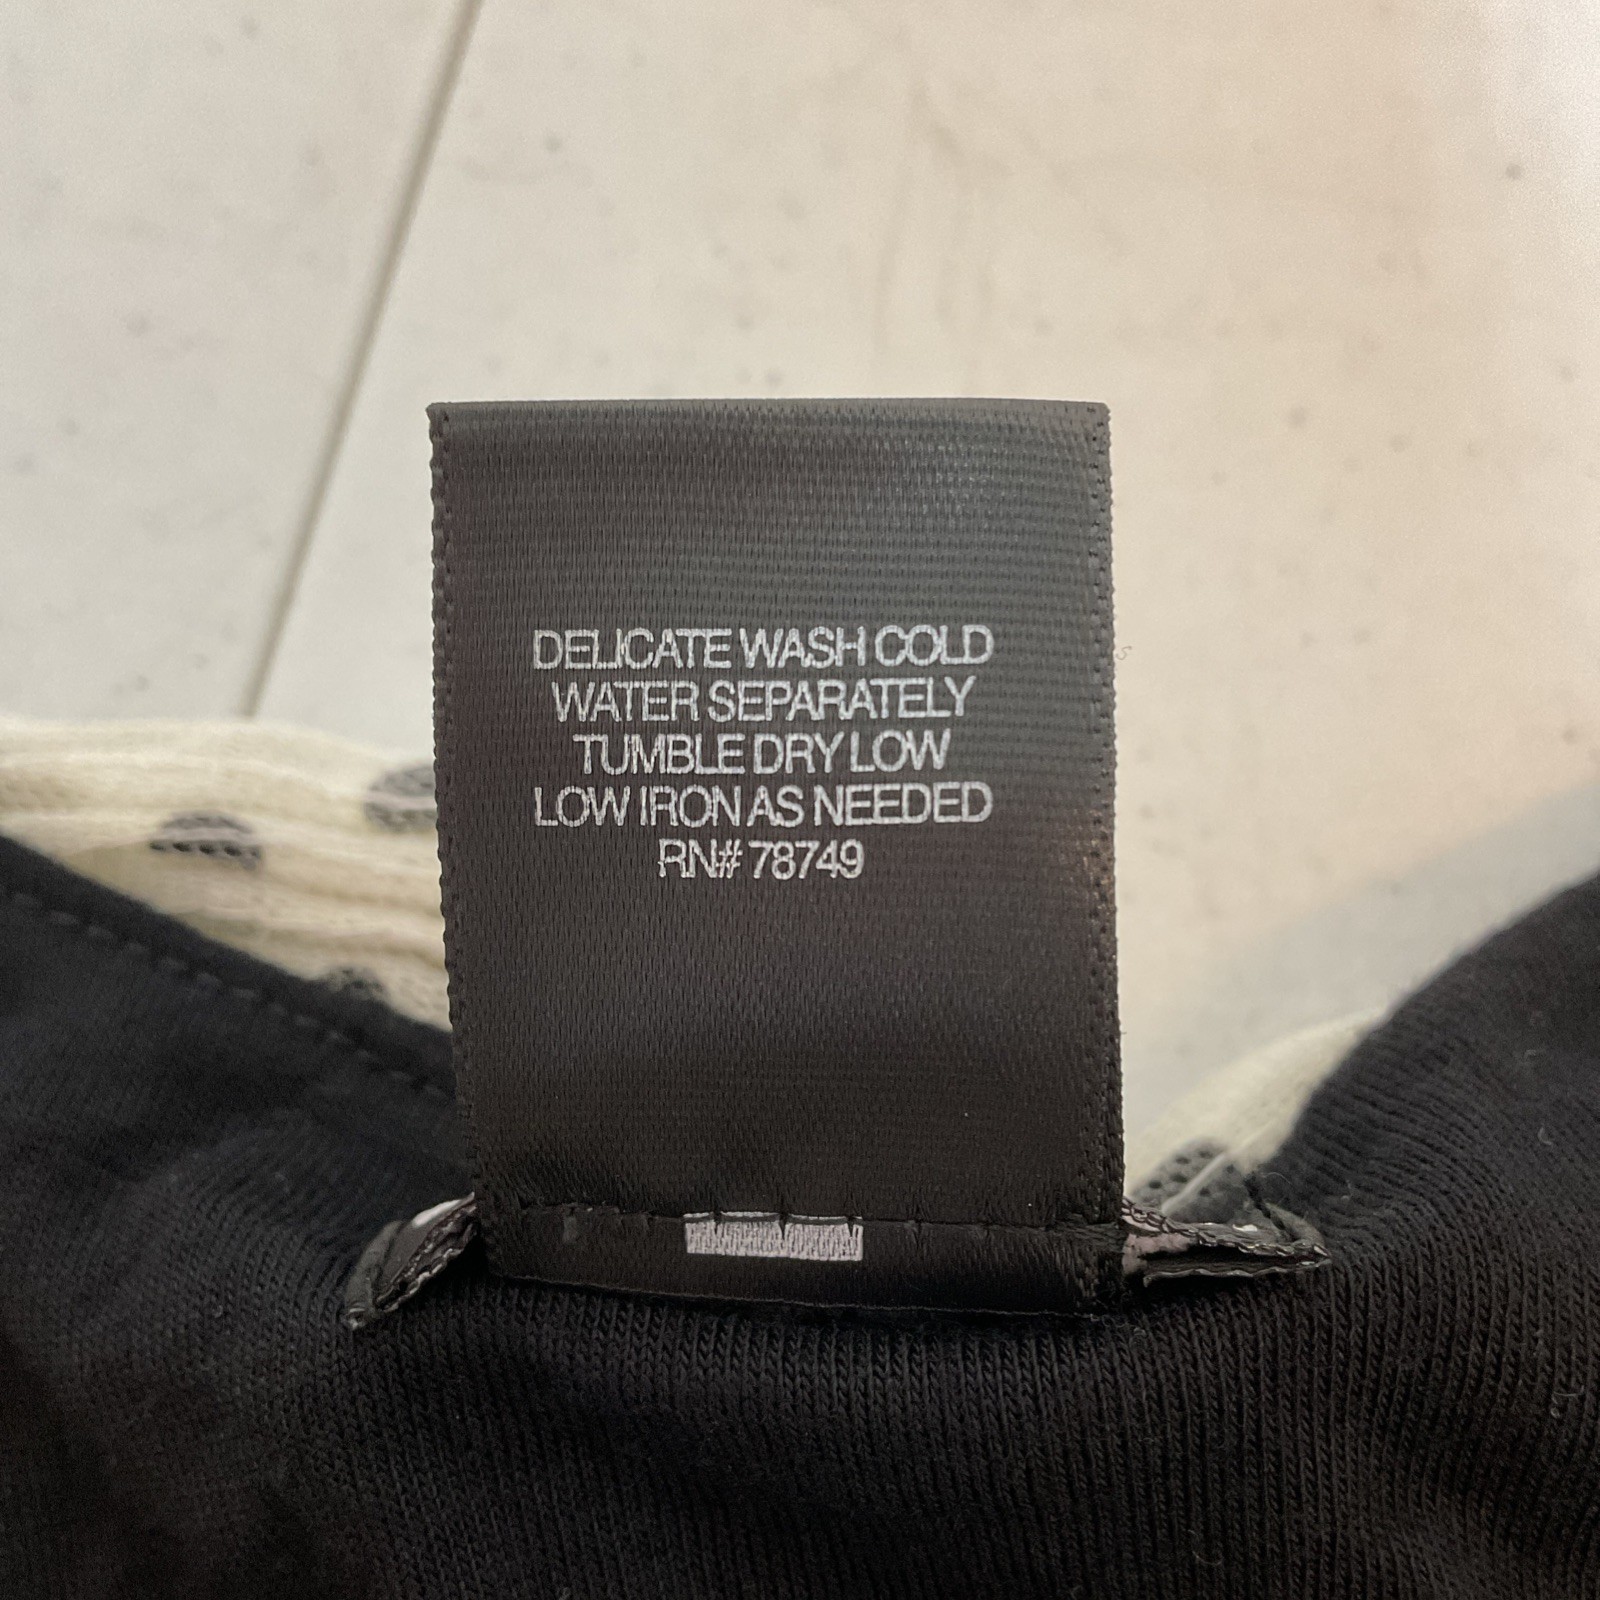 DELICATE WASH COLD
WATER SEPARATELY
TUMBLE DRY LOW
LOW IRON AS NEEDED
RN# 78749